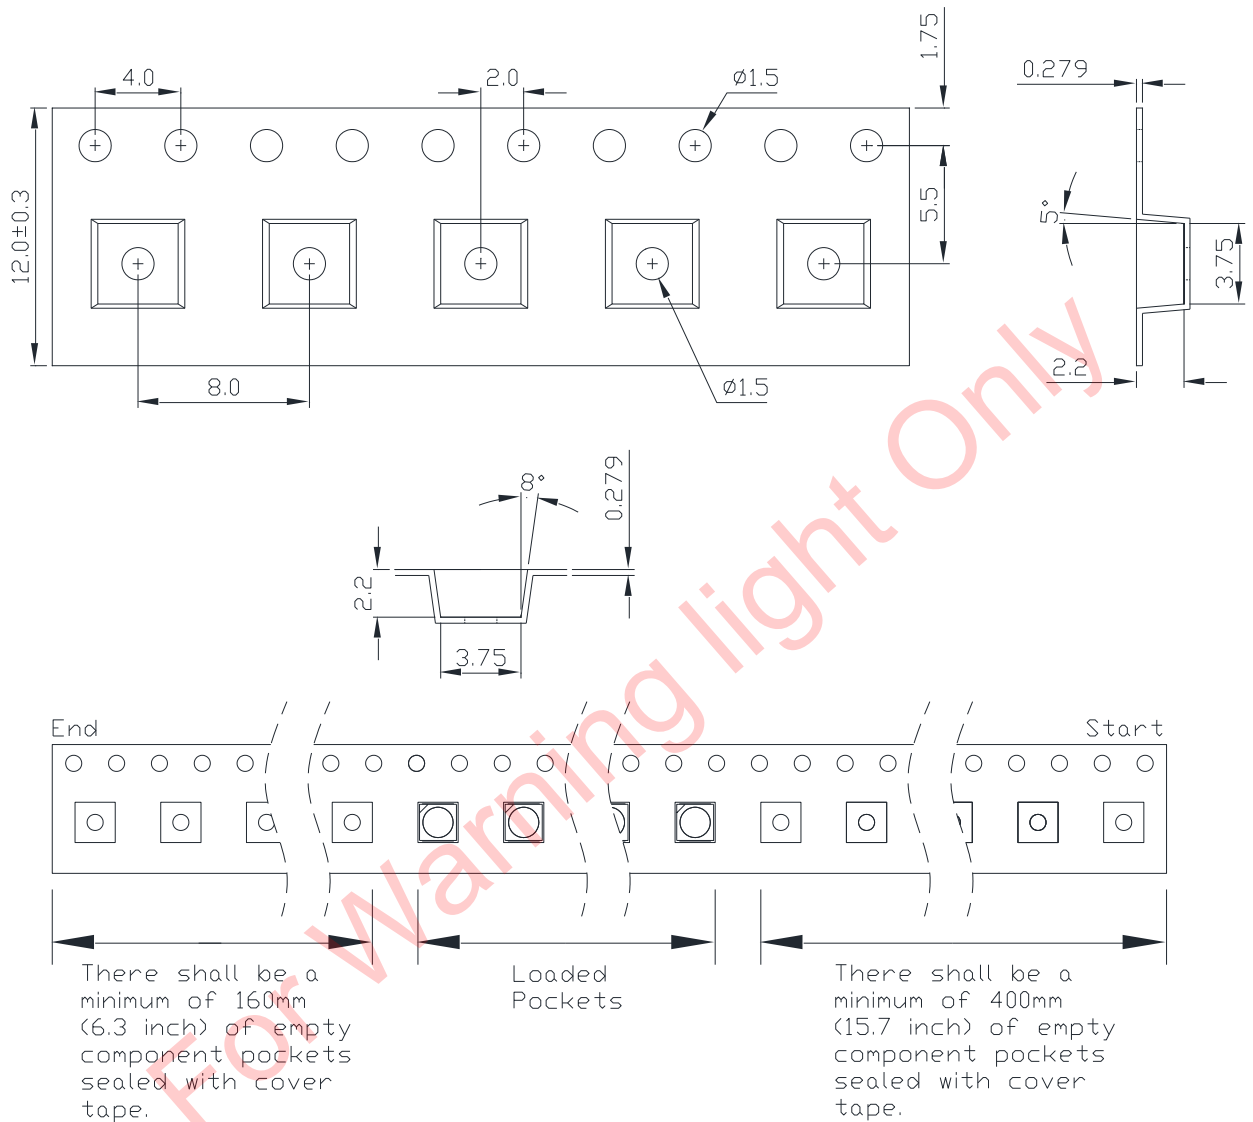 4.0
2.0
ø1.5
1.75
0.279
12.0±0.3
5.5
5°
3.75
8.0
ø1.5
2.2
8°
0.279
2.2
3.75
End
Start
There shall be a
minimum of 160mm
(6.3 inch) of empty
component pockets
sealed with cover
tape.
Loaded
Pockets
There shall be a
minimum of 400mm
(15.7 inch) of empty
component pockets
sealed with cover
tape.
For Warning light Only